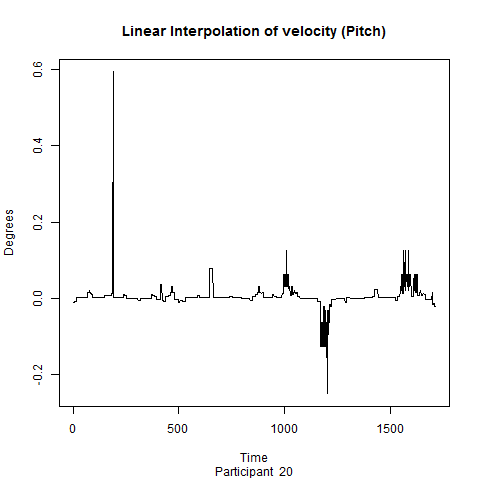 Linear Interpolation of velocity (Pitch)
Degrees
0.6
0.4
0.2
0.0
-0.2
0 500 1000 1500
Time
Participant 20